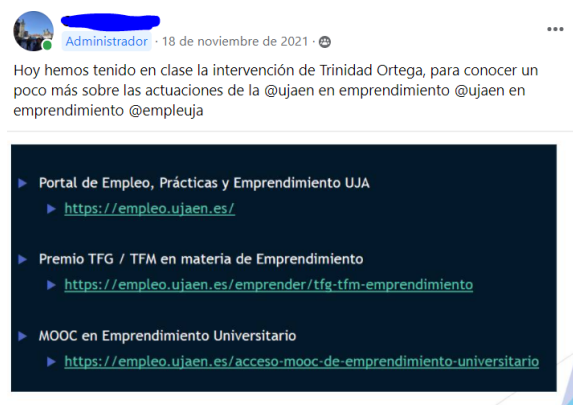 Administrador · 18 de noviembre de 2021 ·
Hoy hemos tenido en clase la intervención de Trinidad Ortega, para conocer un
poco más sobre las actuaciones de la @ujaen en emprendimiento @ujaen en
emprendimiento @empleuja
Portal de Empleo, Prácticas y Emprendimiento UJA
https://empleo.ujaen.es/
Premio TFG / TFM en materia de Emprendimiento
https://empleo.ujaen.es/emprender/tfg-tfm-emprendimiento
MOOC en Emprendimiento Universitario
https://empleo.ujaen.es/acceso-mooc-de-emprendimiento-universitario